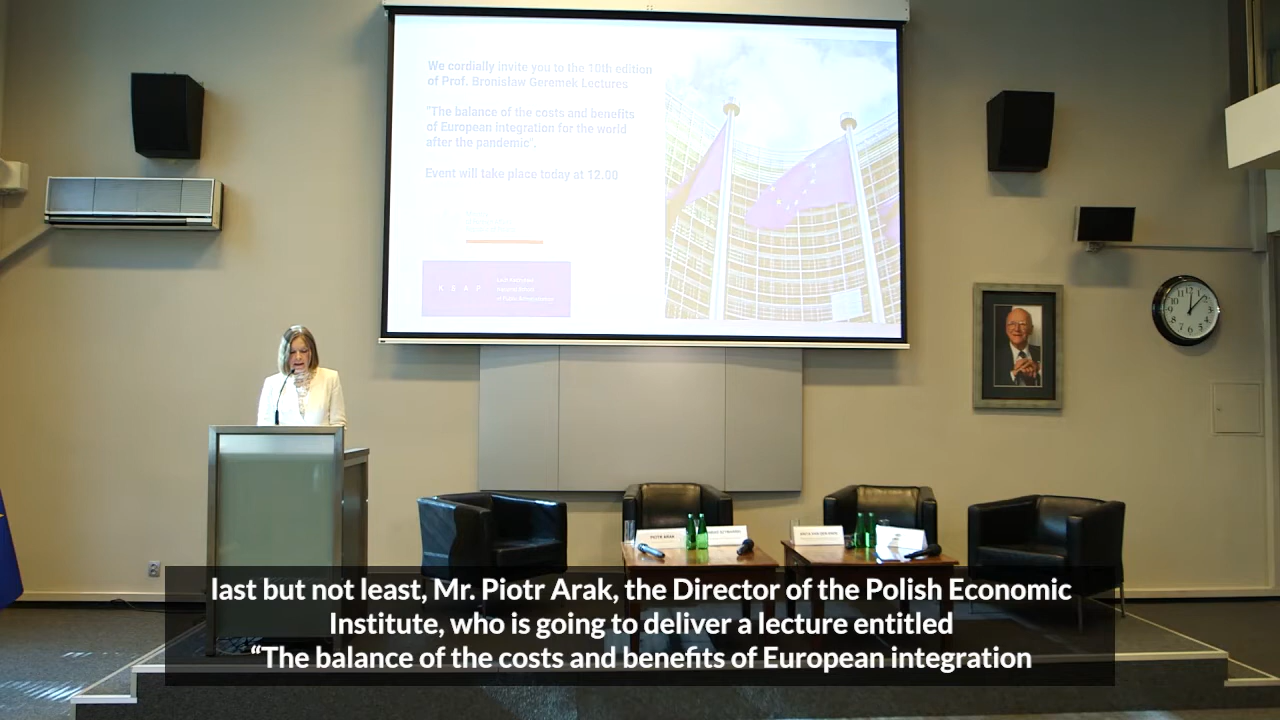 We cordially invite you to the 10th edition
of Prof. Bronisław Geremek Lectures
"The balance of the costs and benefits
of European integration for the world
after the pandemic".
Event will take place today at 12.00
K S A P
PIOTR ARAK
last but not least, Mr. Piotr Arak, the Director of the Polish Economic
Institute, who is going to deliver a lecture entitled
“The balance of the costs and benefits of European integration